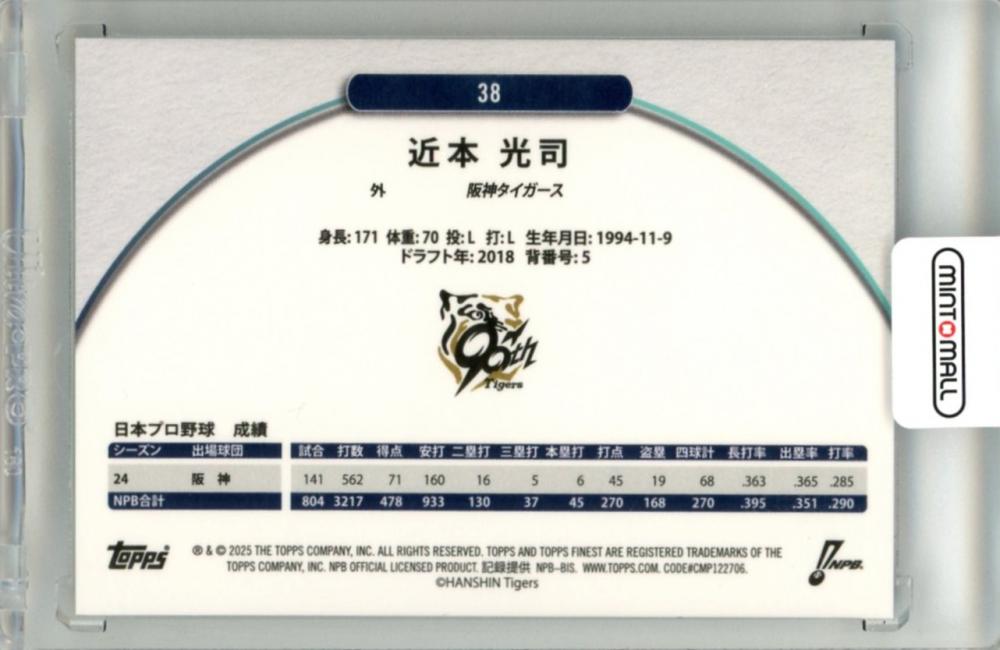 38
近本 光司
外 阪神タイガース
身長: 171 体重: 70 投: L 打: L 生年月日: 1994-11-9
ドラフト年: 2018 背番号: 5
90th
Tigers
MINT MALL
日本プロ野球 成績
シーズン 出場球団 試合 打数 得点 安打 二塁打 三塁打 本塁打 打点 盗塁 四球計 長打率 出塁率 打率
24 阪 神 141 562 71 160 16 5 6 45 19 68 .363 .365 .285
NPB合計 804 3217 478 933 130 37 45 270 168 270 .395 .351 .290
topps
® & © 2025 THE TOPPS COMPANY, INC. ALL RIGHTS RESERVED. TOPPS AND TOPPS FINEST ARE REGISTERED TRADEMARKS OF THE
TOPPS COMPANY, INC. NPB OFFICIAL LICENSED PRODUCT. 記録提供 NPB-BIS. WWW.TOPPS.COM. CODE#CMP122706.
©HANSHIN Tigers
NPB.